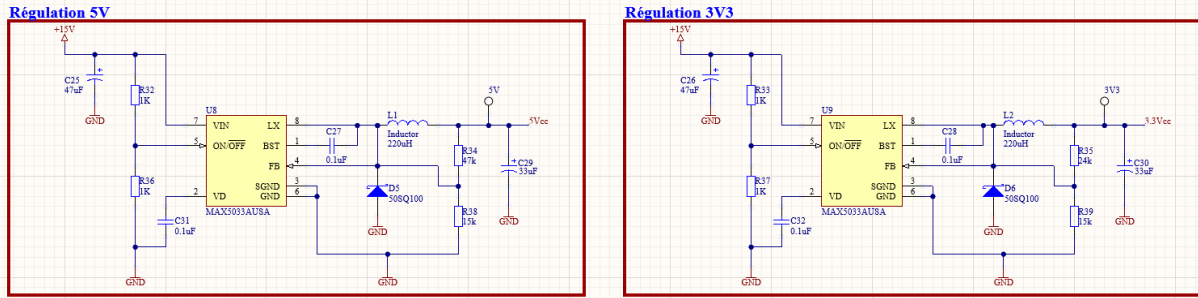 Régulation 5V
+15V
C25
47uF
GND
R32
1K
R36
1K
C31
0.1uF
GND
U8
7
VIN
5
ON/OFF
2
VD
LX
8
BST
1
FB
4
SGND
3
GND
6
MAX5033AUSA
C27
0.1uF
L1
Inductor
220uH
D5
50SQ100
GND
GND
R34
47k
R38
15k
5V
5Vcc
C29
33uF
GND
Régulation 3V3
+15V
C26
47uF
GND
R33
1K
R37
1K
C32
0.1uF
GND
U9
7
VIN
5
ON/OFF
2
VD
LX
8
BST
1
FB
4
SGND
3
GND
6
MAX5033AUSA
C28
0.1uF
L2
Inductor
220uH
D6
50SQ100
GND
GND
R35
24k
R39
15k
3V3
3.3Vcc
C30
33uF
GND